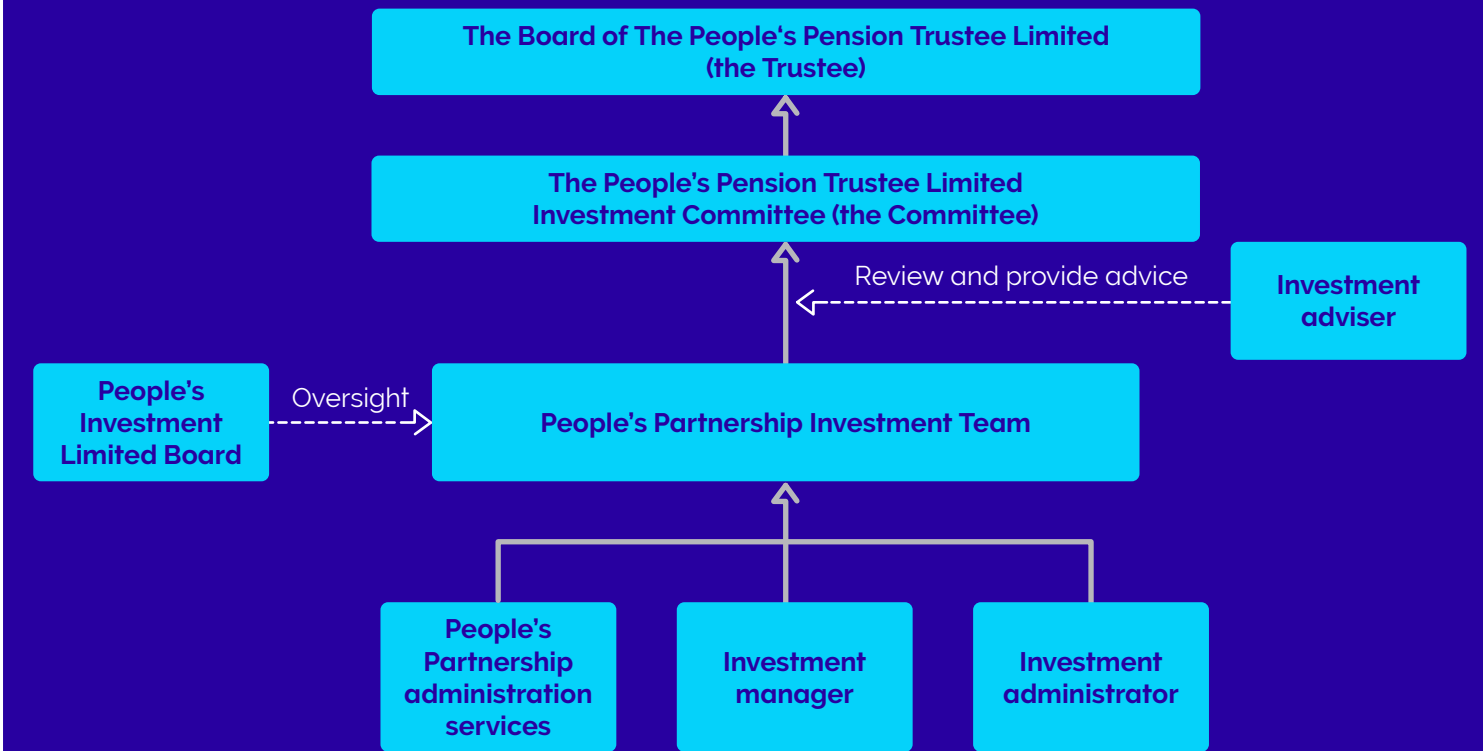 The Board of The People‘s Pension Trustee Limited
(the Trustee)
The People’s Pension Trustee Limited
Investment Committee (the Committee)
Review and provide advice
Investment
adviser
People’s
Investment
Limited Board
Oversight
People’s Partnership Investment Team
People’s
Partnership
administration
services
Investment
manager
Investment
administrator